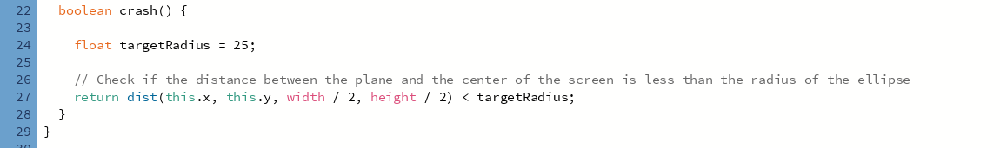 22 boolean crash() {
23
24 float targetRadius = 25;
25
26 // Check if the distance between the plane and the center of the screen is less than the radius of the ellipse
27 return dist(this.x, this.y, width / 2, height / 2) < targetRadius;
28 }
29 }
30